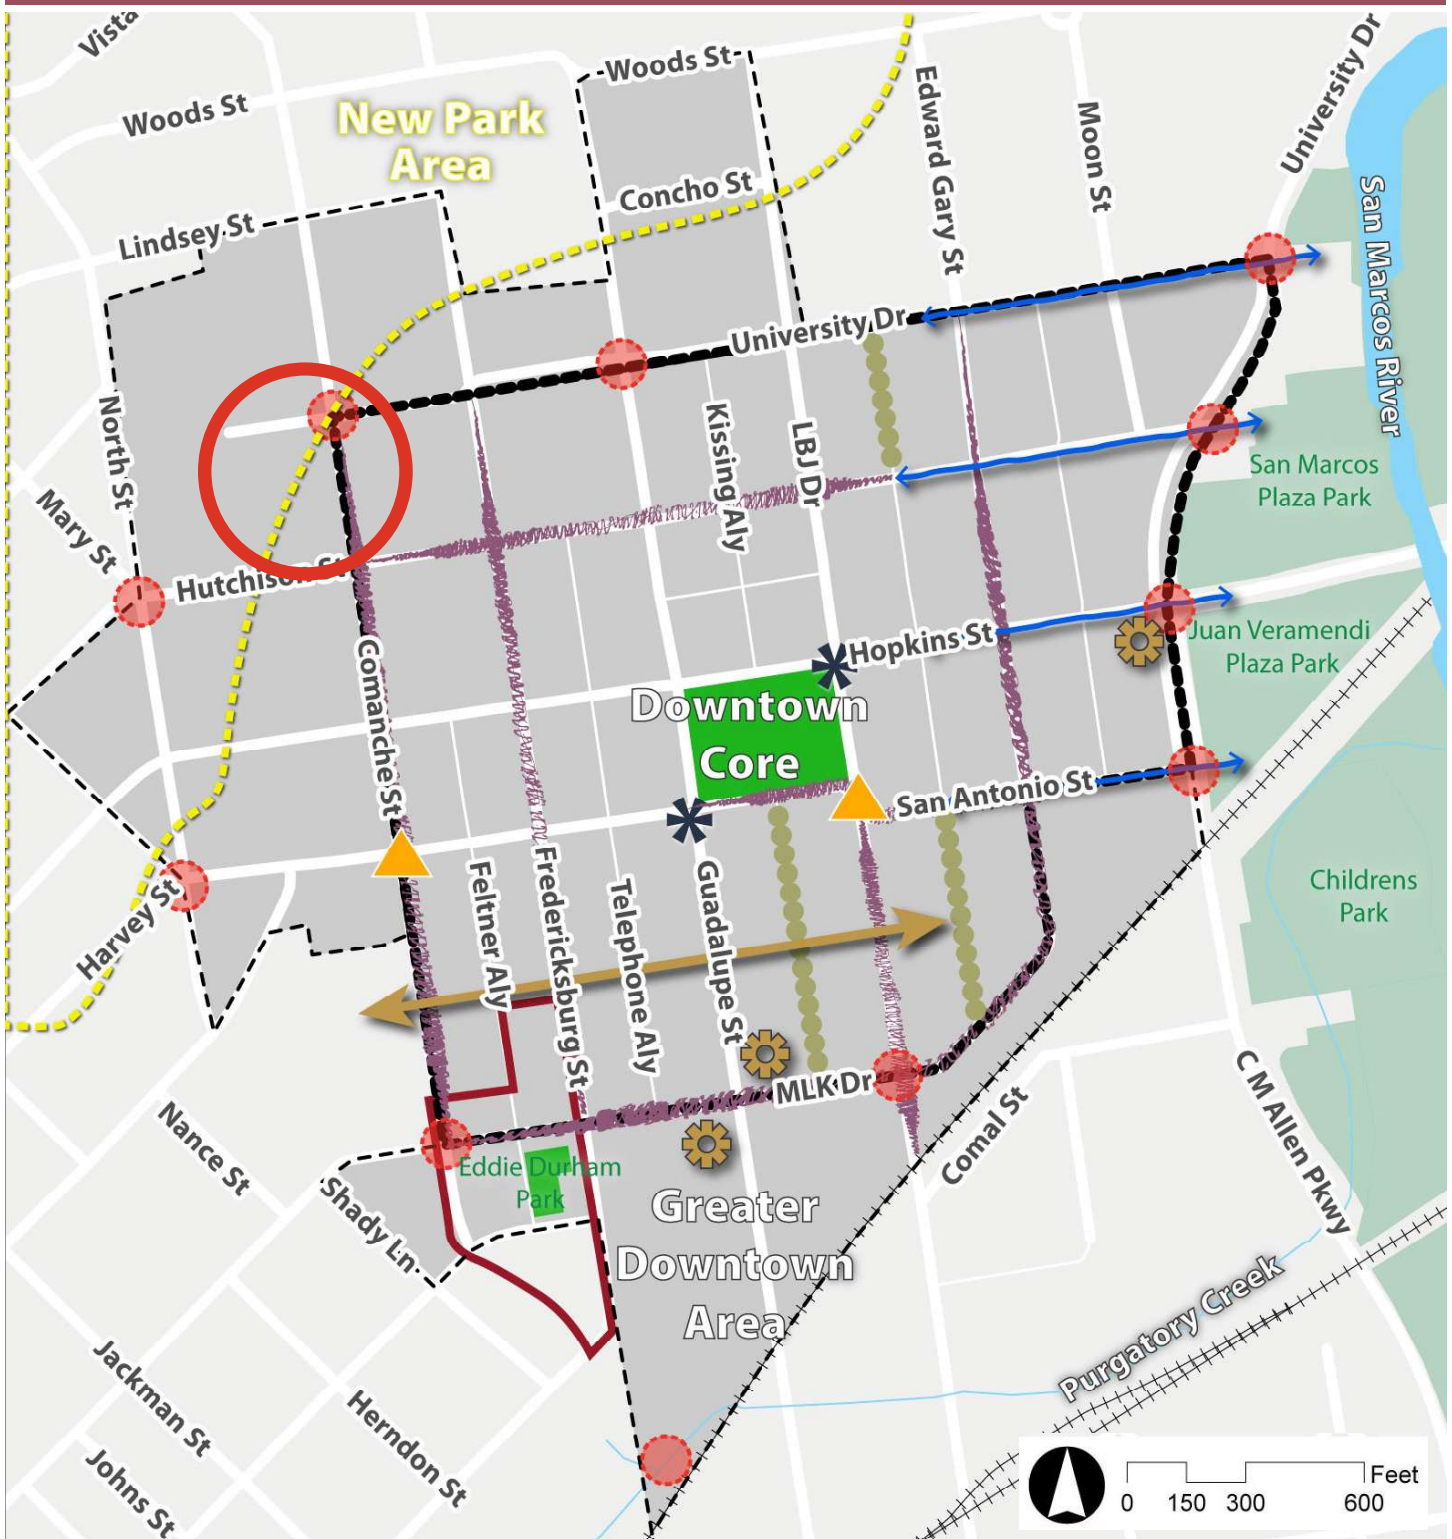 Vista
Woods St
Woods St
New Park
Area
Concho St
Lindsey St
Edward Gary St
Moon St
University Dr
San Marcos River
University Dr
North St
Mary St
Hutchison St
Kissing Aly
LBJ Dr
San Marcos
Plaza Park
Hopkins St
Juan Veramendi
Plaza Park
Comanche St
Downtown
Core
San Antonio St
Harvey St
Feltner Aly
Fredericksburg St
Telephone Aly
Guadalupe St
Childrens
Park
MLK Dr
Comal St
C M Allen Pkwy
Nance St
Shady Ln
Eddie Durham
Park
Greater
Downtown
Area
Purgatory Creek
Jackman St
Herndon St
Johns St
Feet
0 150 300 600